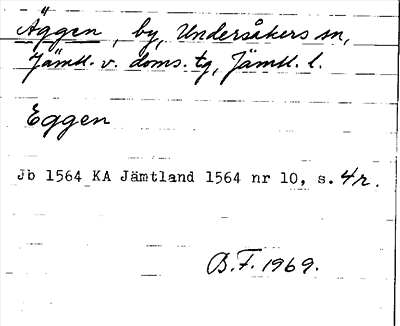 Äggen, by, Undersåkers sn,
Jämtl. v. doms. tg, Jämtl. l.
Eggen
Jb 1564 KA Jämtland 1564 nr 10, s. 4r.
B.F. 1969.